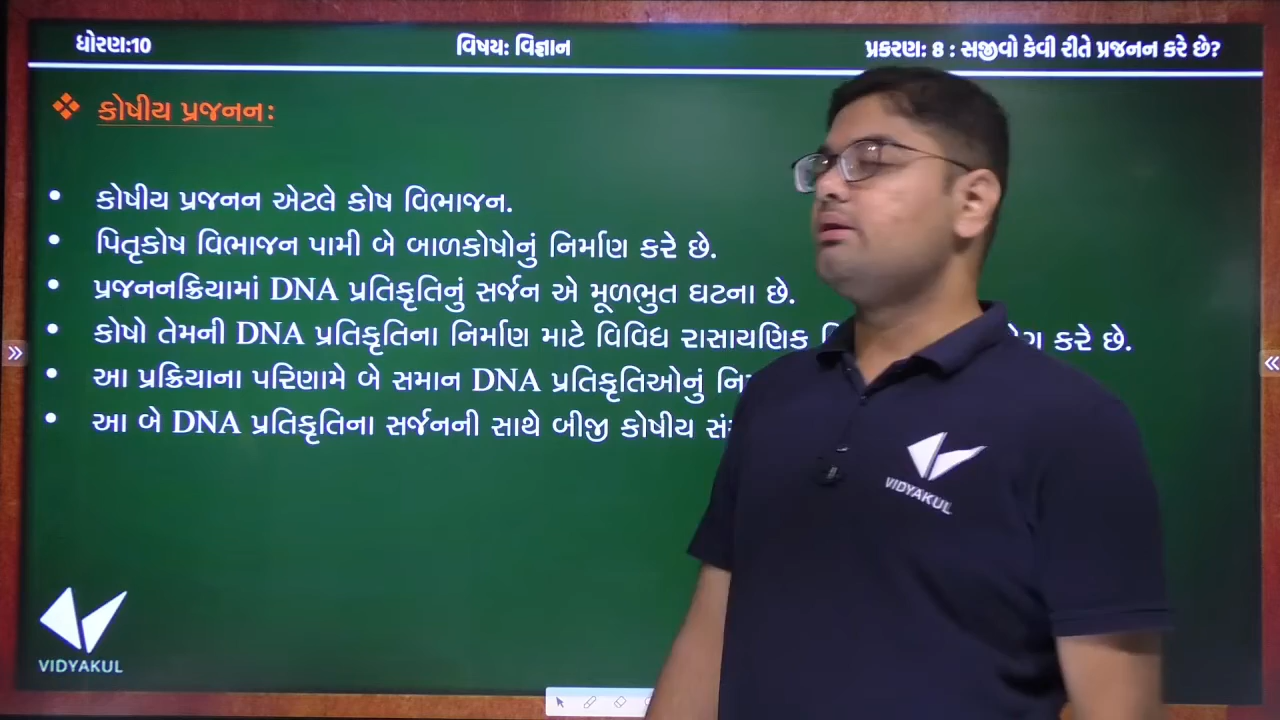 ધોરણ:10
વિષય: વિજ્ઞાન
પ્રકરણ: 8 : સજીવો કેવી રીતે પ્રજનન કરે છે?
❖ કોષીય પ્રજનન:
• કોષીય પ્રજનન એટલે કોષ વિભાજન.
• પિતૃકોષ વિભાજન પામી બે બાળકોષોનું નિર્માણ કરે છે.
• પ્રજનનક્રિયામાં DNA પ્રતિકૃતિનું સર્જન એ મૂળભુત ઘટના છે.
• કોષો તેમની DNA પ્રતિકૃતિના નિર્માણ માટે વિવિધ રાસાયણિક કરે છે.
• આ પ્રક્રિયાના પરિણામે બે સમાન DNA પ્રતિકૃતિઓનું
• આ બે DNA પ્રતિકૃતિના સર્જનની સાથે બીજી કોષીય
VIDYAKUL
VIDYAKUL